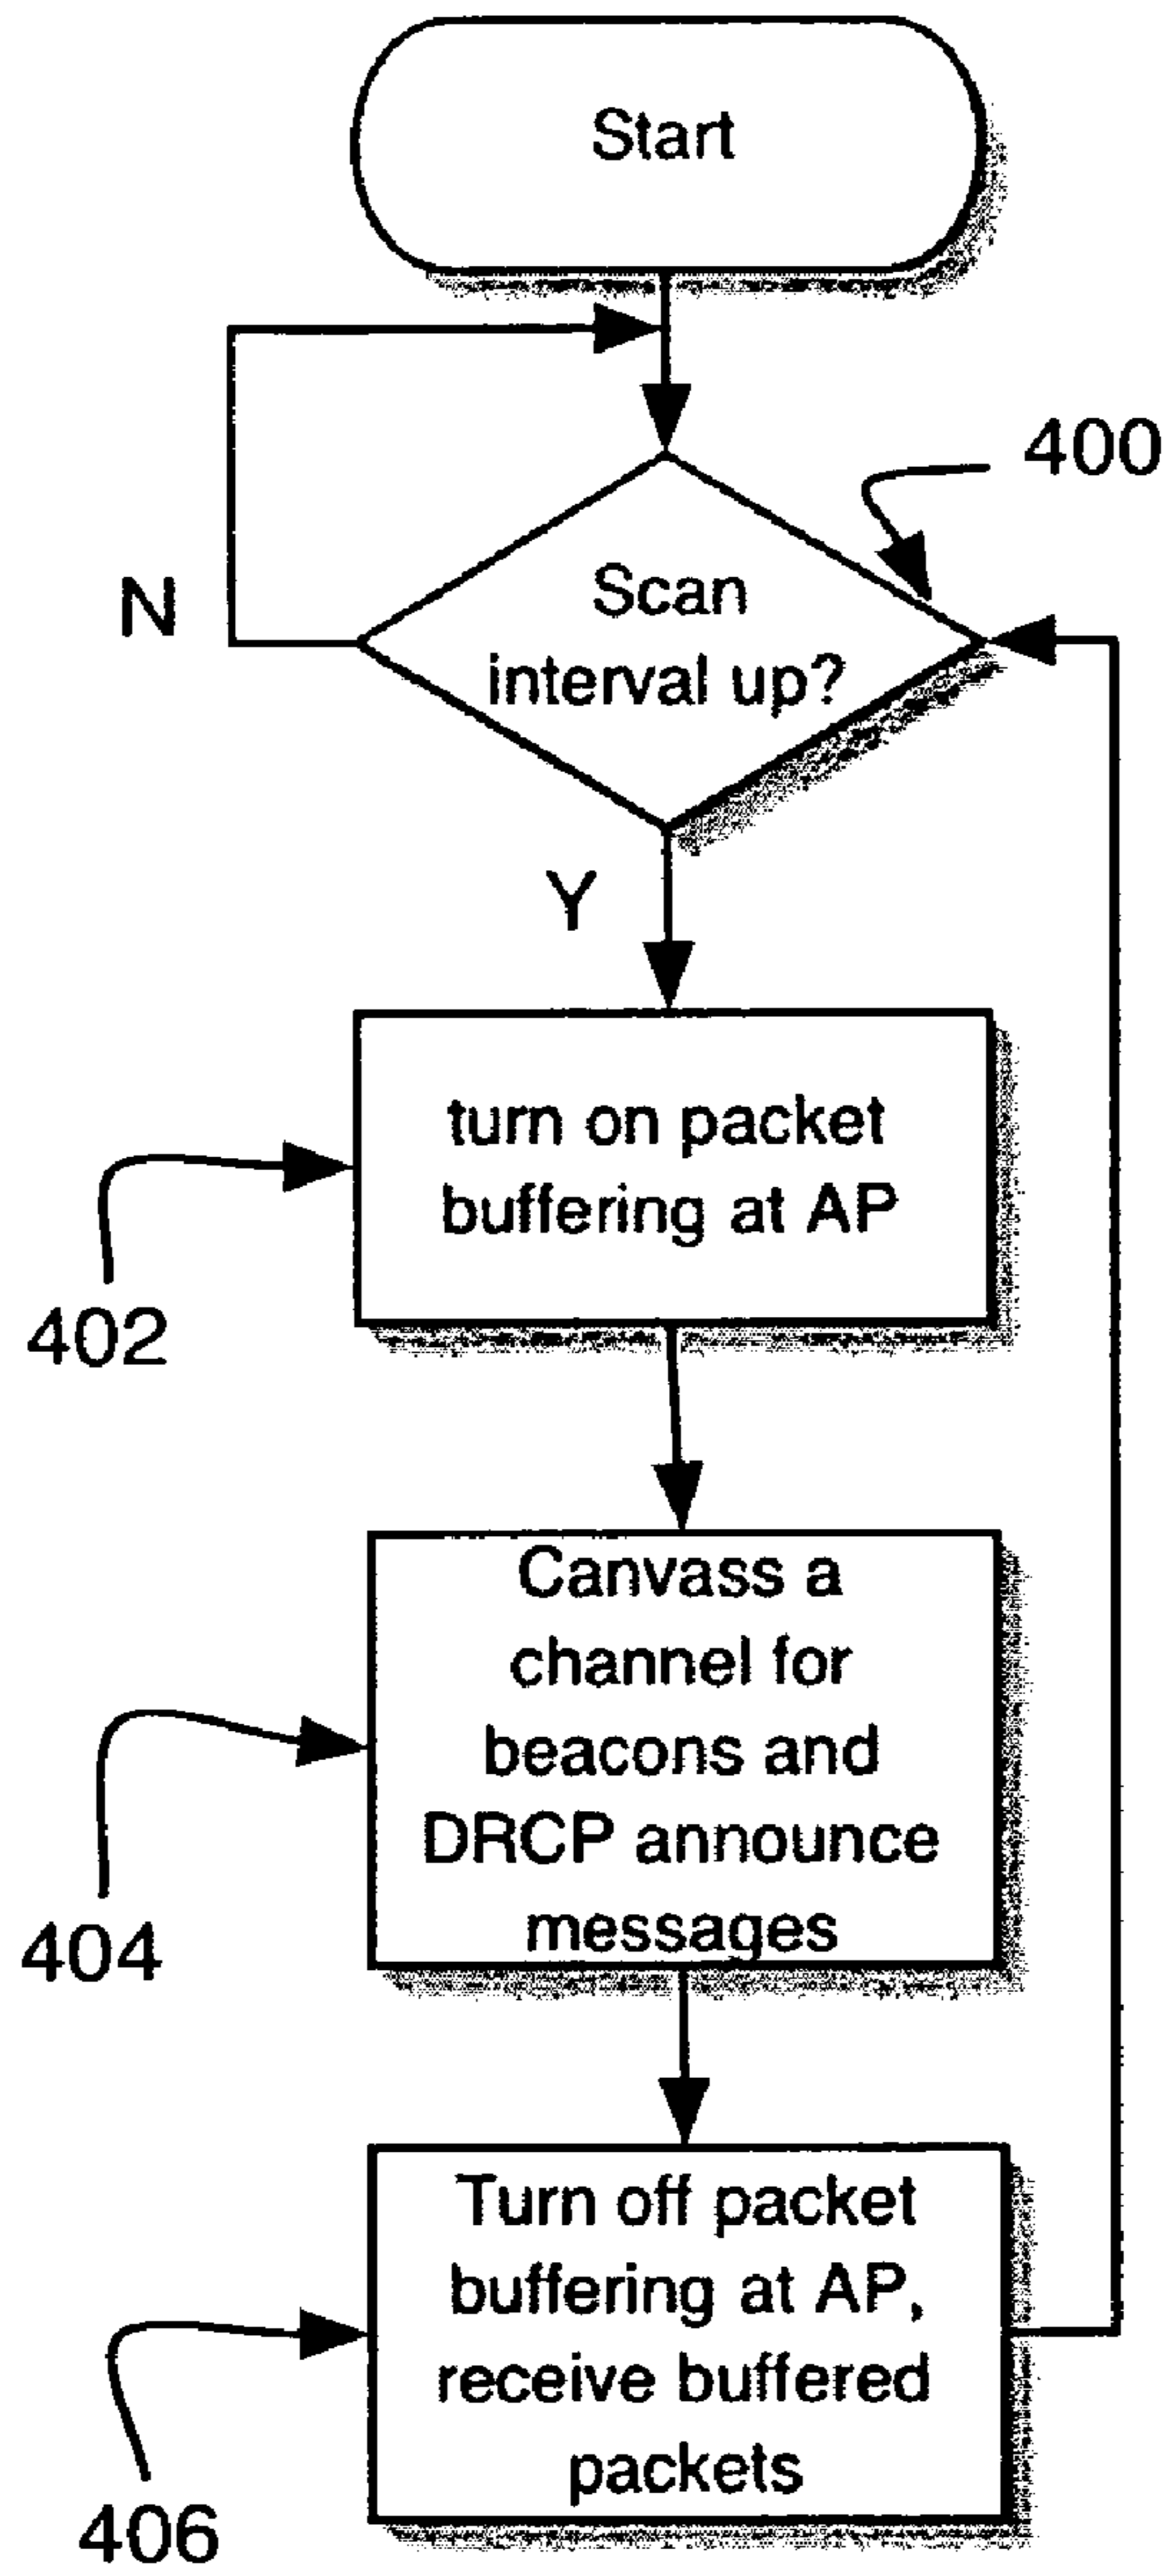 Start
400
Scan
interval up?
N
Y
turn on packet
buffering at AP
402
Canvass a
channel for
beacons and
DRCP announce
messages
404
Turn off packet
buffering at AP,
receive buffered
packets
406